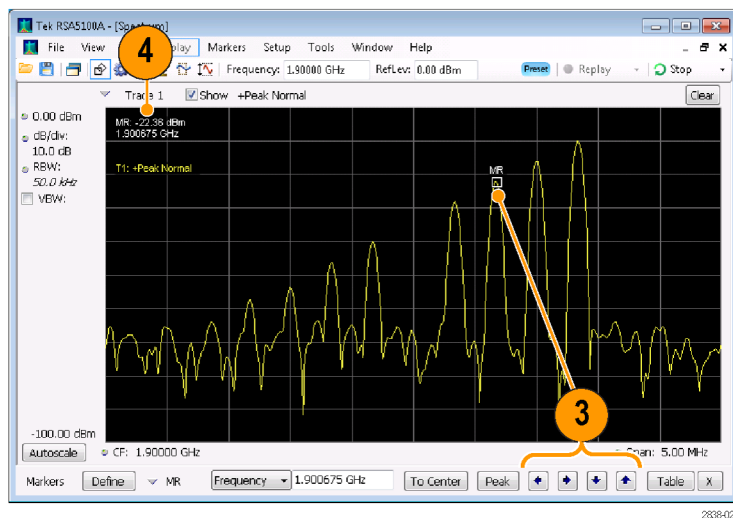 Tek RSA5100A - [Spectrum]
File View Markers Setup Tools Window Help
Frequency: 1.90000 GHz RefLev: 0.00 dBm Preset Replay Stop
4
Trace 1 Show +Peak Normal Clear
0.00 dBm
dB/div:
10.0 dB
RBW:
50.0 kHz
VBW:
MR: -22.36 dBm
1.900675 GHz
T1: +Peak Normal
MR
3
-100.00 dBm
Autoscale CF: 1.90000 GHz Span: 5.00 MHz
Markers Define MR Frequency 1.900675 GHz To Center Peak Table X